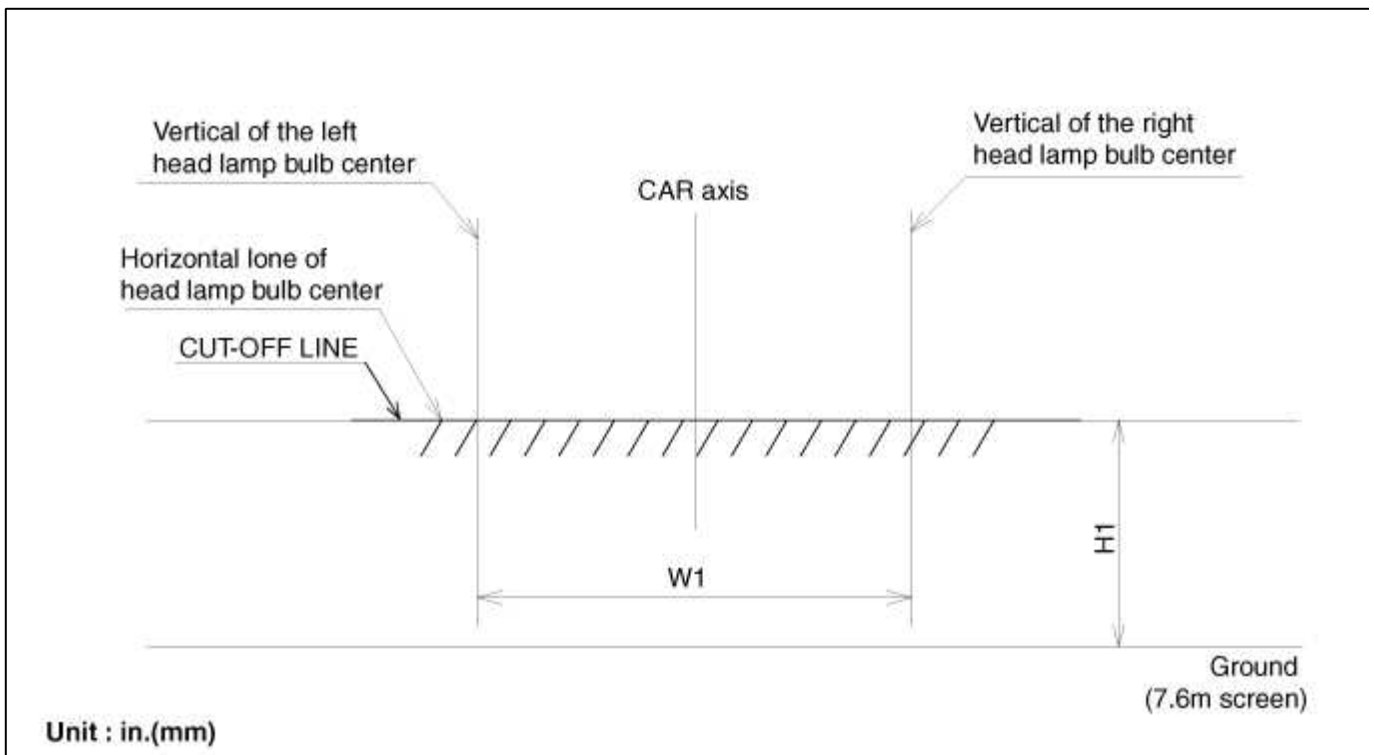 Vertical of the left
head lamp bulb center
Vertical of the right
head lamp bulb center
CAR axis
Horizontal lone of
head lamp bulb center
CUT-OFF LINE
H1
W1
Ground
(7.6m screen)
Unit : in.(mm)